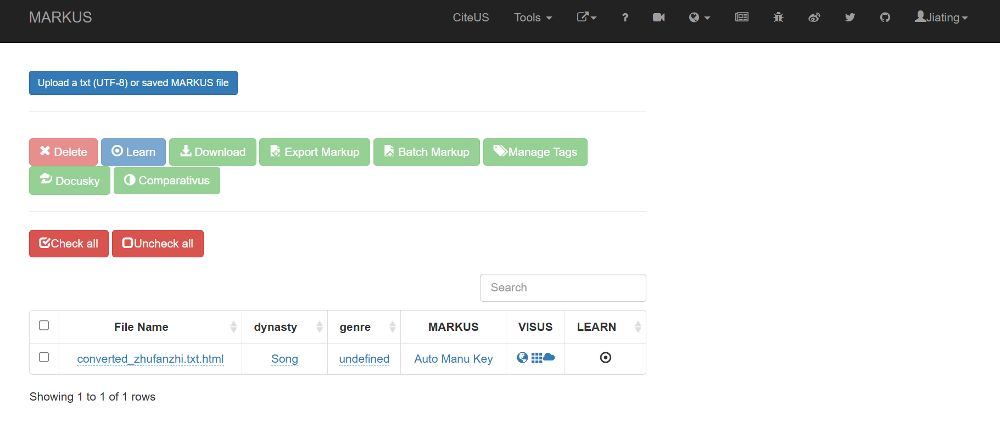 MARKUS CiteUS Tools ? Jiating
Upload a txt (UTF-8) or saved MARKUS file
Delete Learn Download Export Markup Batch Markup Manage Tags
Docusky Comparativus
Check all Uncheck all
Search
File Name dynasty genre MARKUS VISUS LEARN
converted_zhufanzhi.txt.html Song undefined Auto Manu Key
Showing 1 to 1 of 1 rows